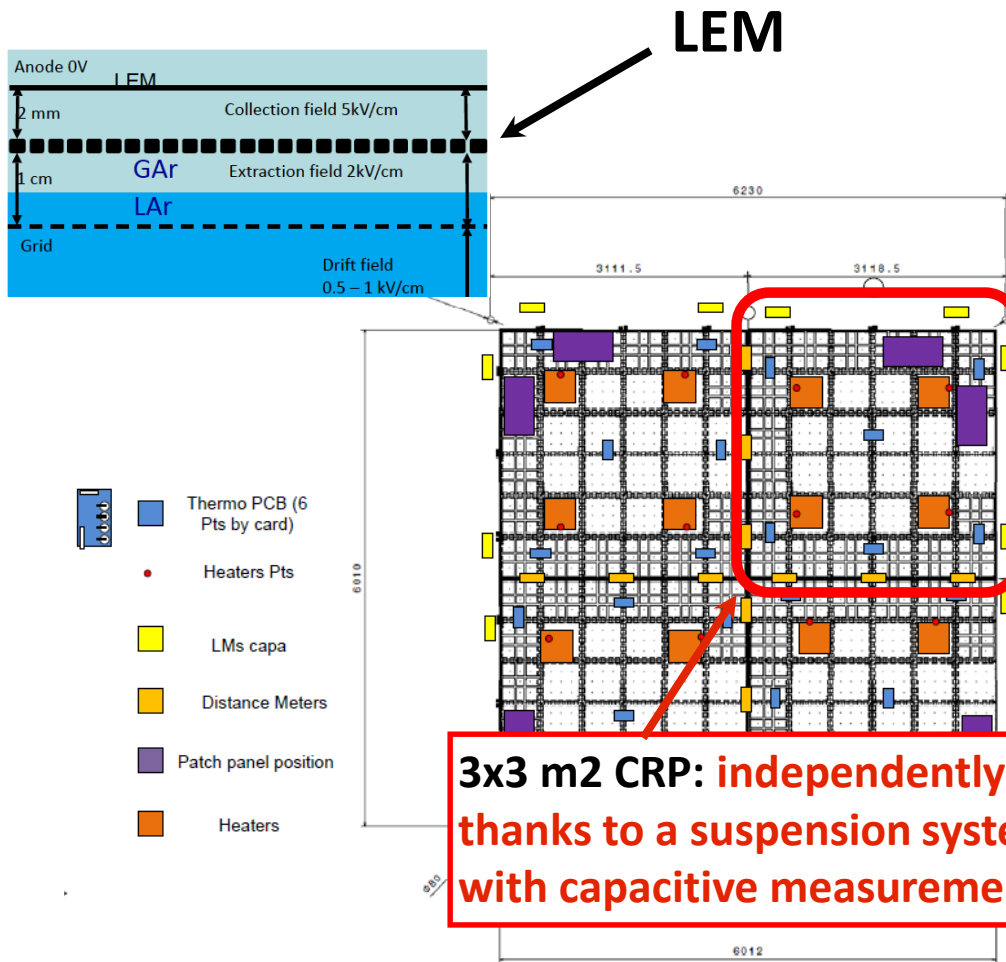 LEM
Anode 0V
LEM
2 mm
Collection field 5kV/cm
GAr
1 cm
Extraction field 2kV/cm
LAr
Grid
Drift field
0.5 – 1 kV/cm
6230
3111.5
3118.5
6010
Thermo PCB (6
Pts by card)
Heaters Pts
LMs capa
Distance Meters
Patch panel position
Heaters
3x3 m2 CRP: independently
thanks to a suspension syste
with capacitive measureme
Ø80
6012